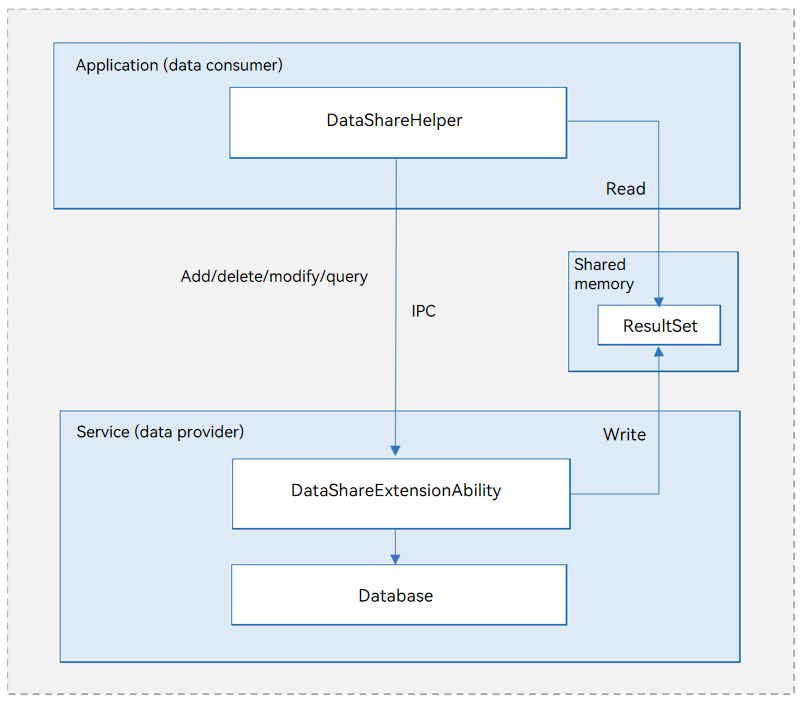 Application (data consumer)
DataShareHelper
Read
Shared
memory
Add/delete/modify/query
IPC
ResultSet
Service (data provider)
Write
DataShareExtensionAbility
Database